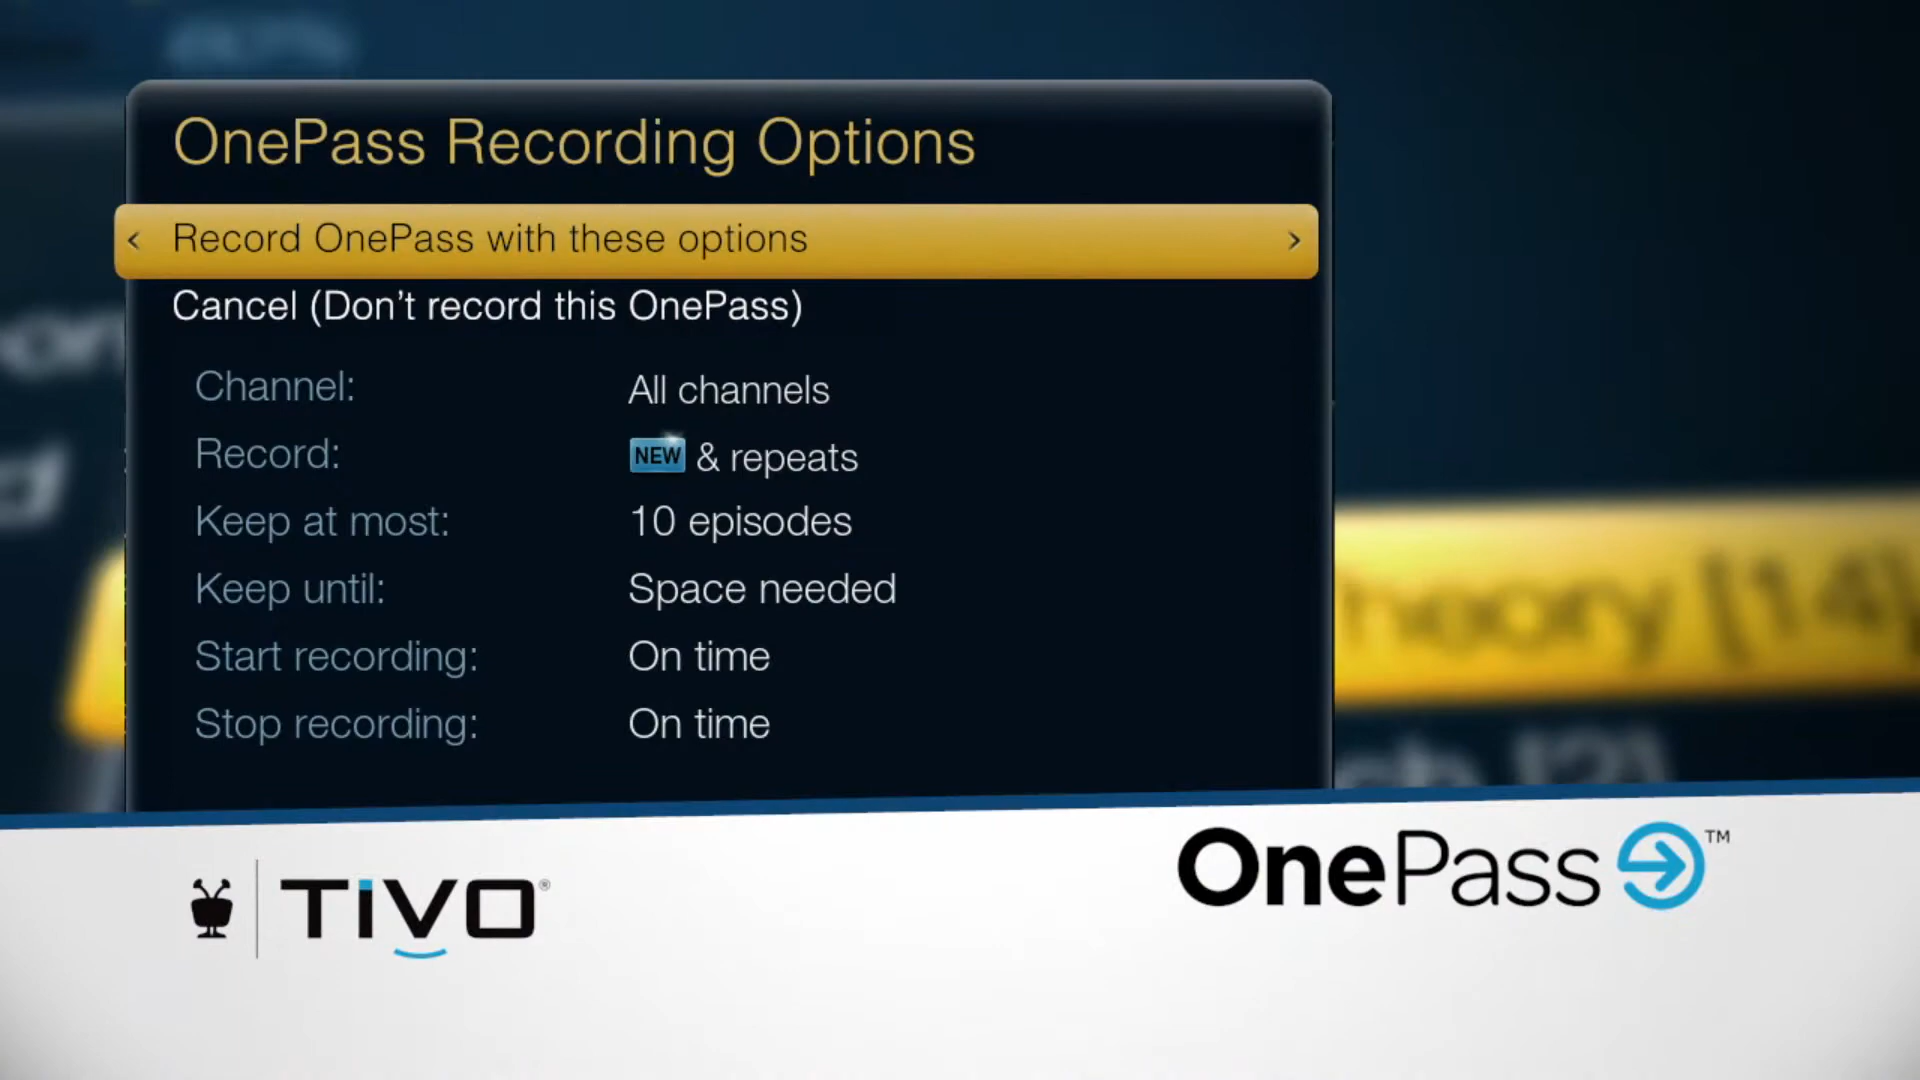 OnePass Recording Options
‹ Record OnePass with these options ›
Cancel (Don't record this OnePass)
Channel: All channels
Record: NEW & repeats
Keep at most: 10 episodes
Keep until: Space needed
Start recording: On time
Stop recording: On time
heory [14]
TiVo®
OnePass™